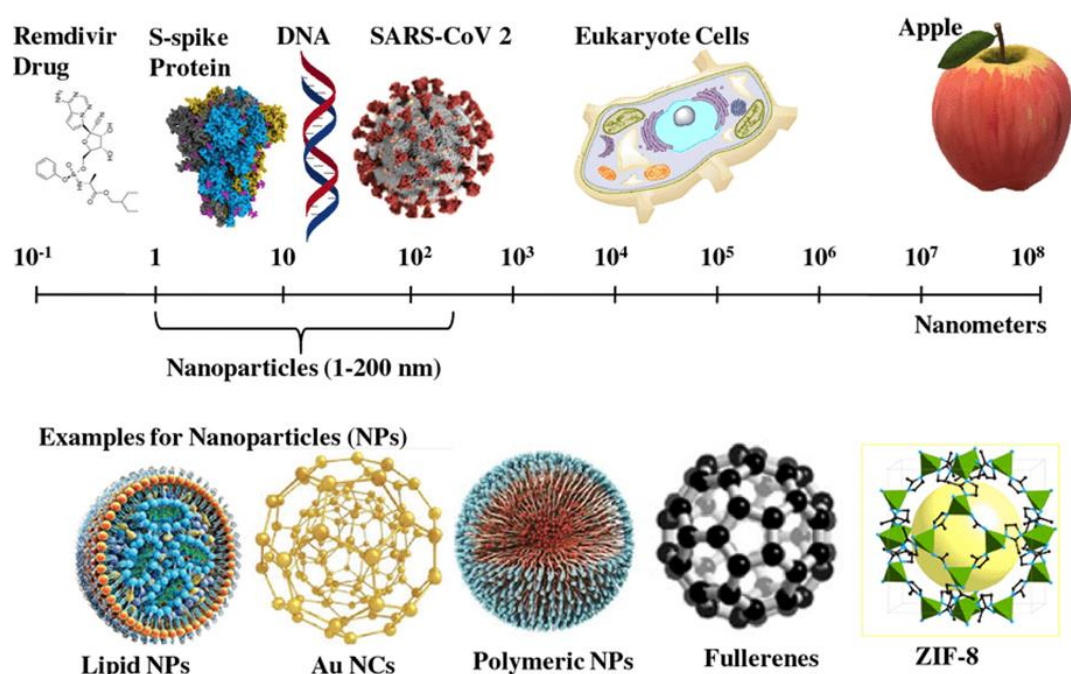 Remdivir Drug
S-spike Protein
DNA
SARS-CoV 2
Eukaryote Cells
Apple
10⁻¹ 1 10 10² 10³ 10⁴ 10⁵ 10⁶ 10⁷ 10⁸
Nanometers
Nanoparticles (1-200 nm)
Examples for Nanoparticles (NPs)
Lipid NPs
Au NCs
Polymeric NPs
Fullerenes
ZIF-8